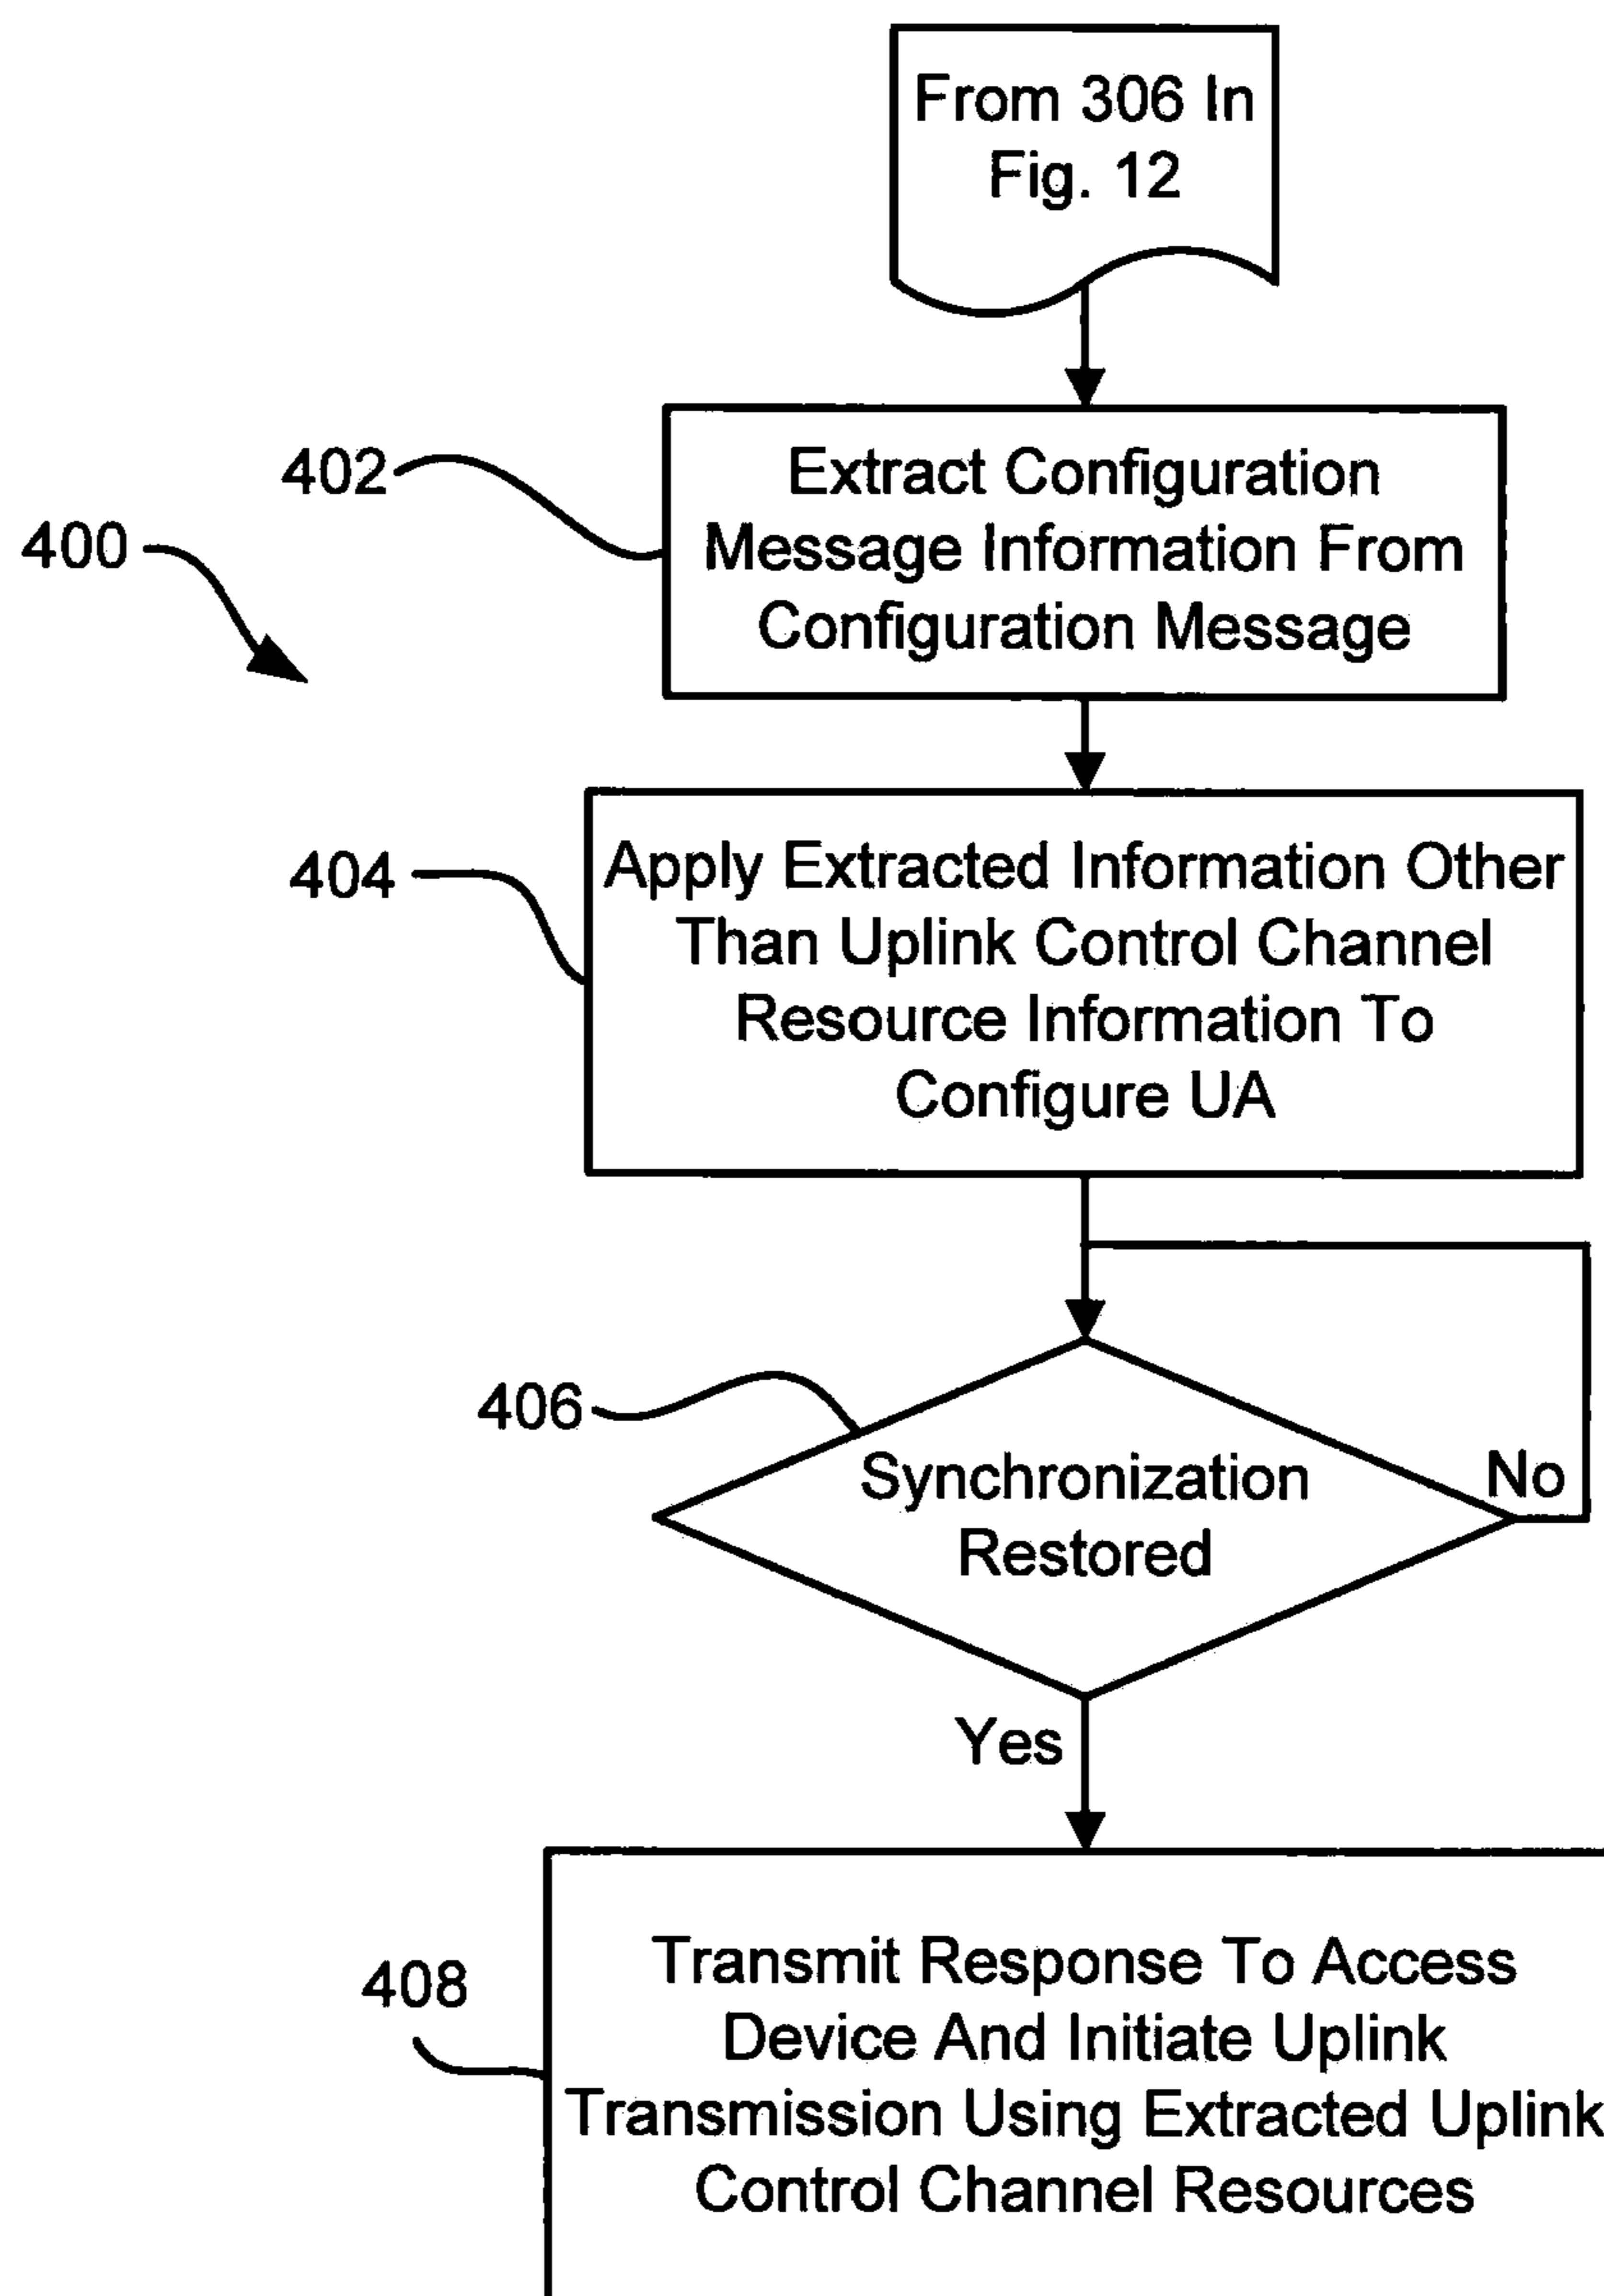 From 306 In
Fig. 12
402
Extract Configuration
Message Information From
Configuration Message
400
404
Apply Extracted Information Other
Than Uplink Control Channel
Resource Information To
Configure UA
406
Synchronization
Restored
No
Yes
408
Transmit Response To Access
Device And Initiate Uplink
Transmission Using Extracted Uplink
Control Channel Resources